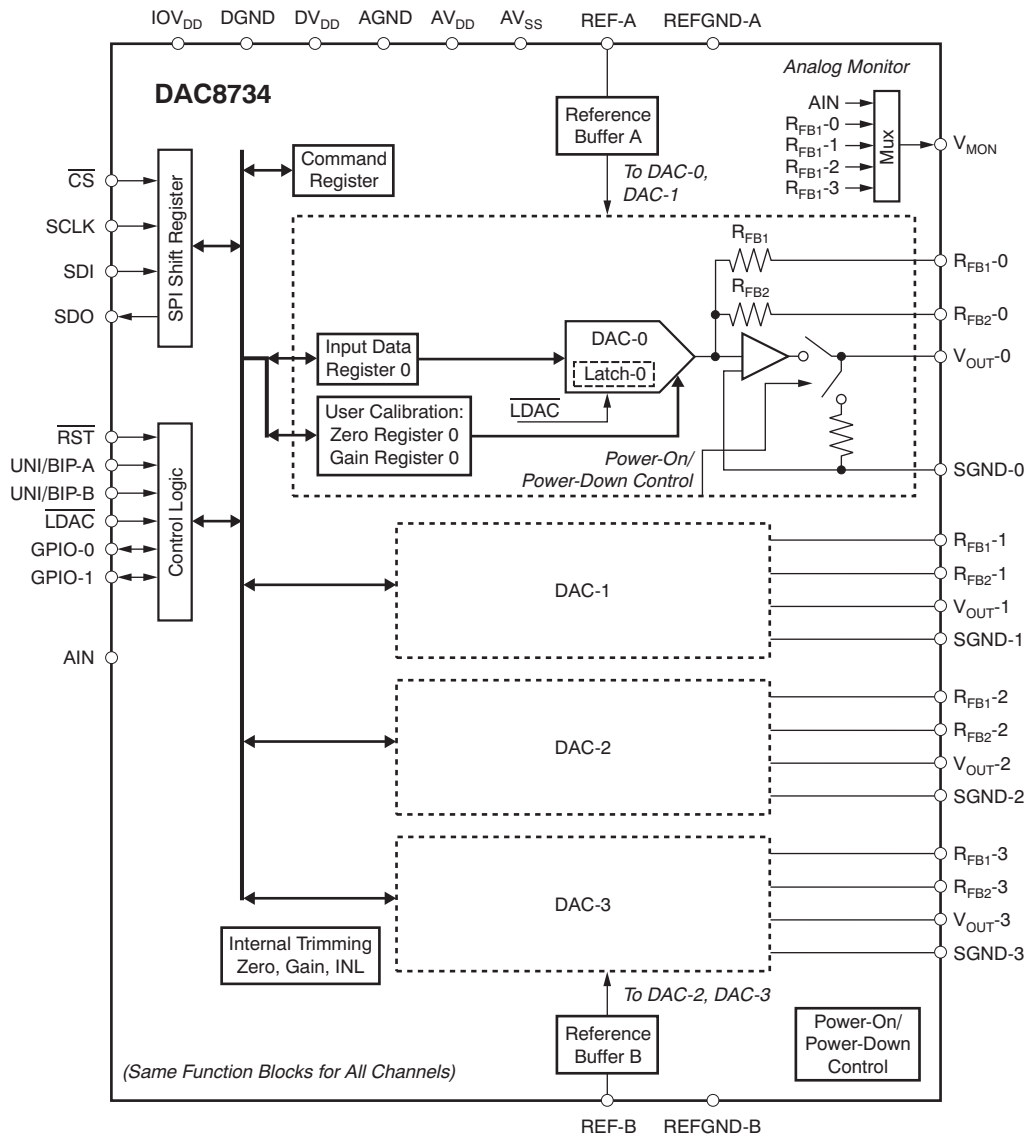 IOVDD DGND DVDD AGND AVDD AVSS REF-A REFGND-A
DAC8734
Analog Monitor
AIN
RFB1-0
RFB1-1
RFB1-2
RFB1-3
Mux
VMON
Reference
Buffer A
To DAC-0,
DAC-1
Command
Register
CS
SCLK
SDI
SDO
SPI Shift Register
RFB1
RFB2
RFB1-0
RFB2-0
VOUT-0
SGND-0
Input Data
Register 0
DAC-0
Latch-0
LDAC
User Calibration:
Zero Register 0
Gain Register 0
Power-On/
Power-Down Control
RST
UNI/BIP-A
UNI/BIP-B
LDAC
GPIO-0
GPIO-1
Control Logic
AIN
DAC-1
RFB1-1
RFB2-1
VOUT-1
SGND-1
DAC-2
RFB1-2
RFB2-2
VOUT-2
SGND-2
DAC-3
RFB1-3
RFB2-3
VOUT-3
SGND-3
Internal Trimming
Zero, Gain, INL
To DAC-2, DAC-3
Reference
Buffer B
Power-On/
Power-Down
Control
(Same Function Blocks for All Channels)
REF-B REFGND-B